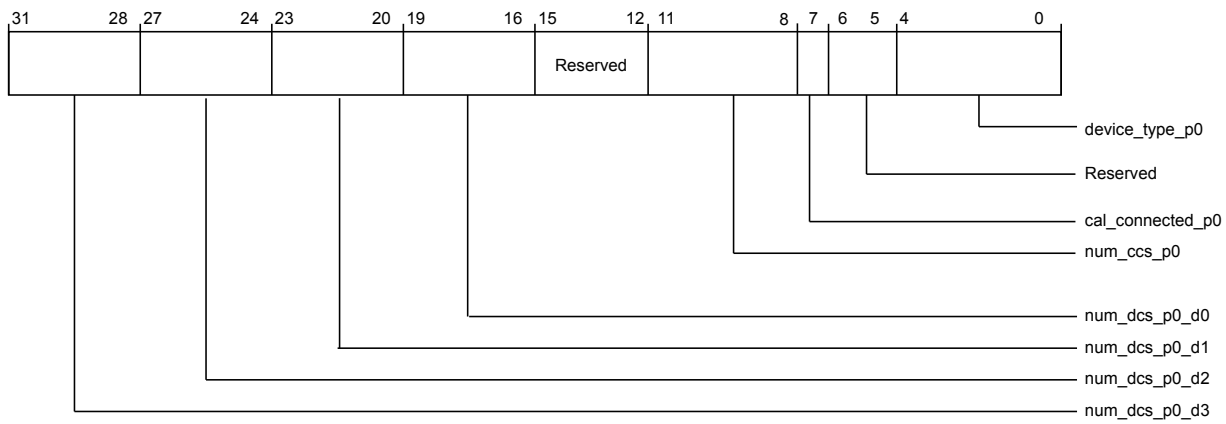 31 28 27 24 23 20 19 16 15 12 11 8 7 6 5 4 0
Reserved
device_type_p0
Reserved
cal_connected_p0
num_ccs_p0
num_dcs_p0_d0
num_dcs_p0_d1
num_dcs_p0_d2
num_dcs_p0_d3